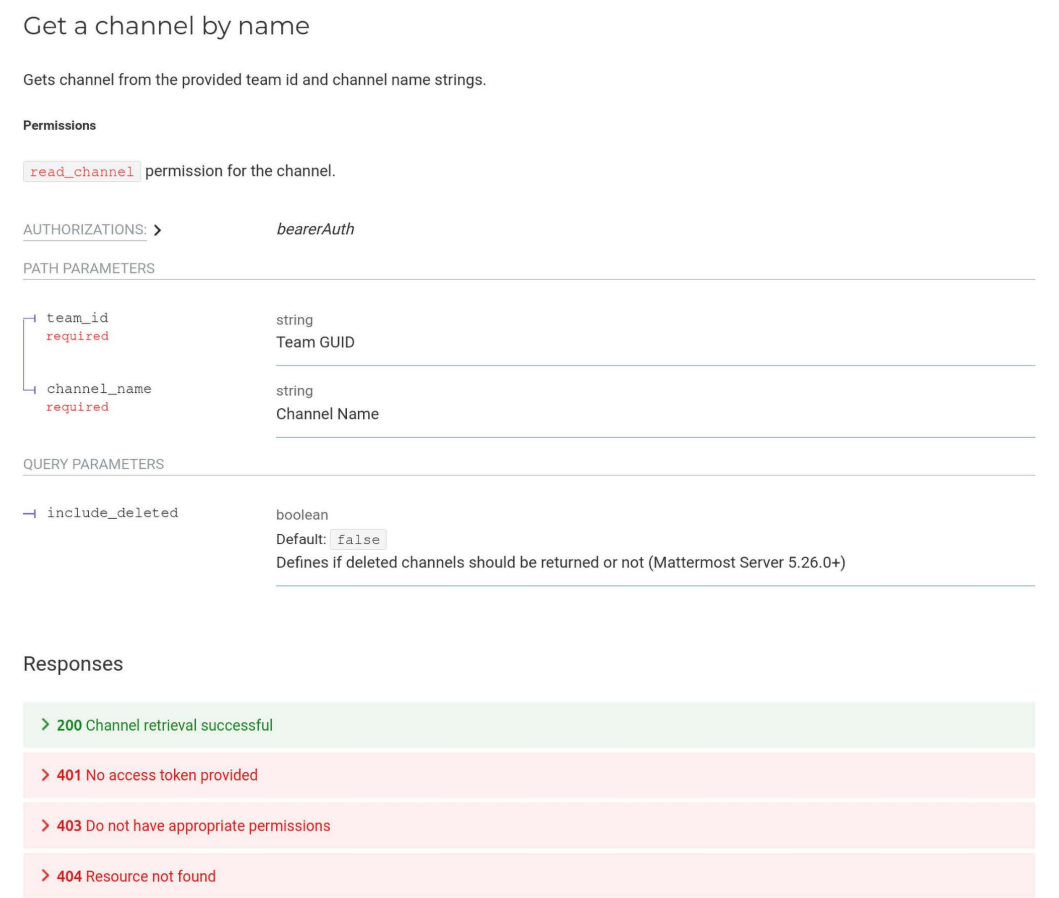 Get a channel by name
Gets channel from the provided team id and channel name strings.
Permissions
read_channel permission for the channel.
AUTHORIZATIONS: bearerAuth
PATH PARAMETERS
team_id
required
string
Team GUID
channel_name
required
string
Channel Name
QUERY PARAMETERS
include_deleted
boolean
Default: false
Defines if deleted channels should be returned or not (Mattermost Server 5.26.0+)
Responses
200 Channel retrieval successful
401 No access token provided
403 Do not have appropriate permissions
404 Resource not found